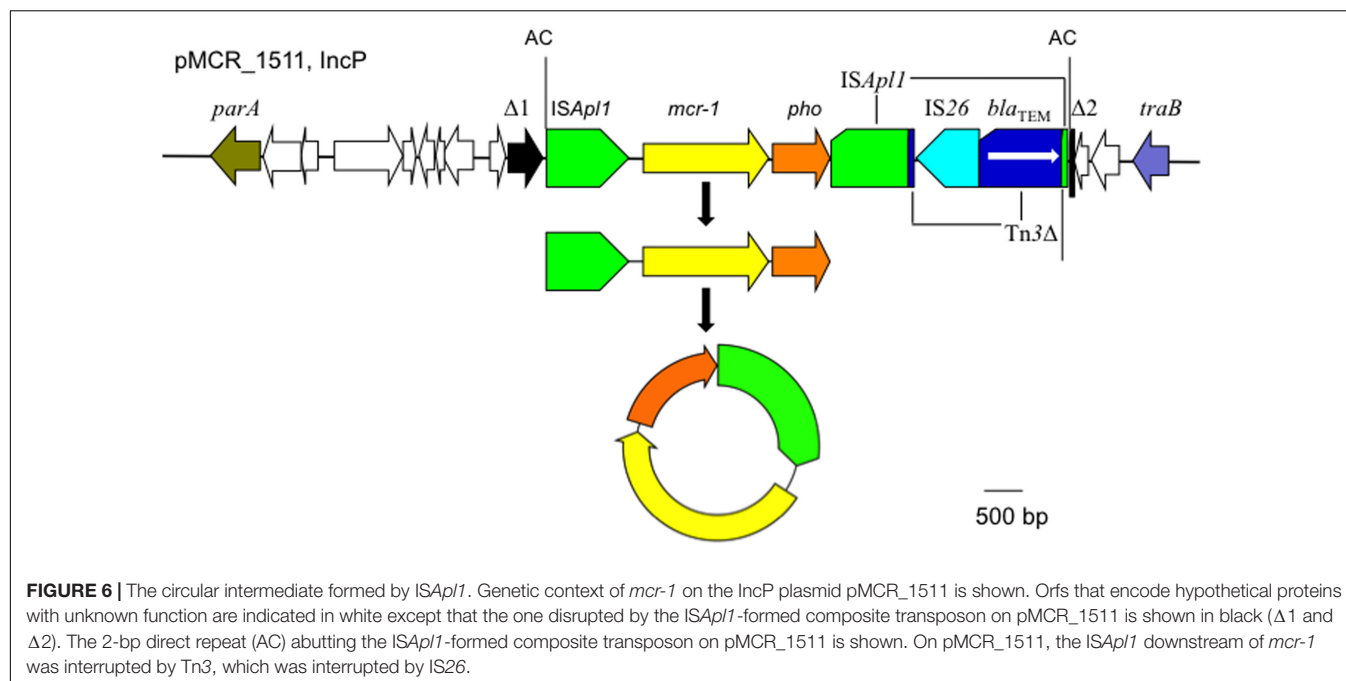 AC AC
pMCR_1511, IncP
ISApl1
parA Δ1 ISApl1 mcr-1 pho IS26 blaTEM Δ2 traB
Tn3Δ
500 bp
FIGURE 6 | The circular intermediate formed by ISApl1. Genetic context of mcr-1 on the IncP plasmid pMCR_1511 is shown. Orfs that encode hypothetical proteins
with unknown function are indicated in white except that the one disrupted by the ISApl1-formed composite transposon on pMCR_1511 is shown in black (Δ1 and
Δ2). The 2-bp direct repeat (AC) abutting the ISApl1-formed composite transposon on pMCR_1511 is shown. On pMCR_1511, the ISApl1 downstream of mcr-1
was interrupted by Tn3, which was interrupted by IS26.